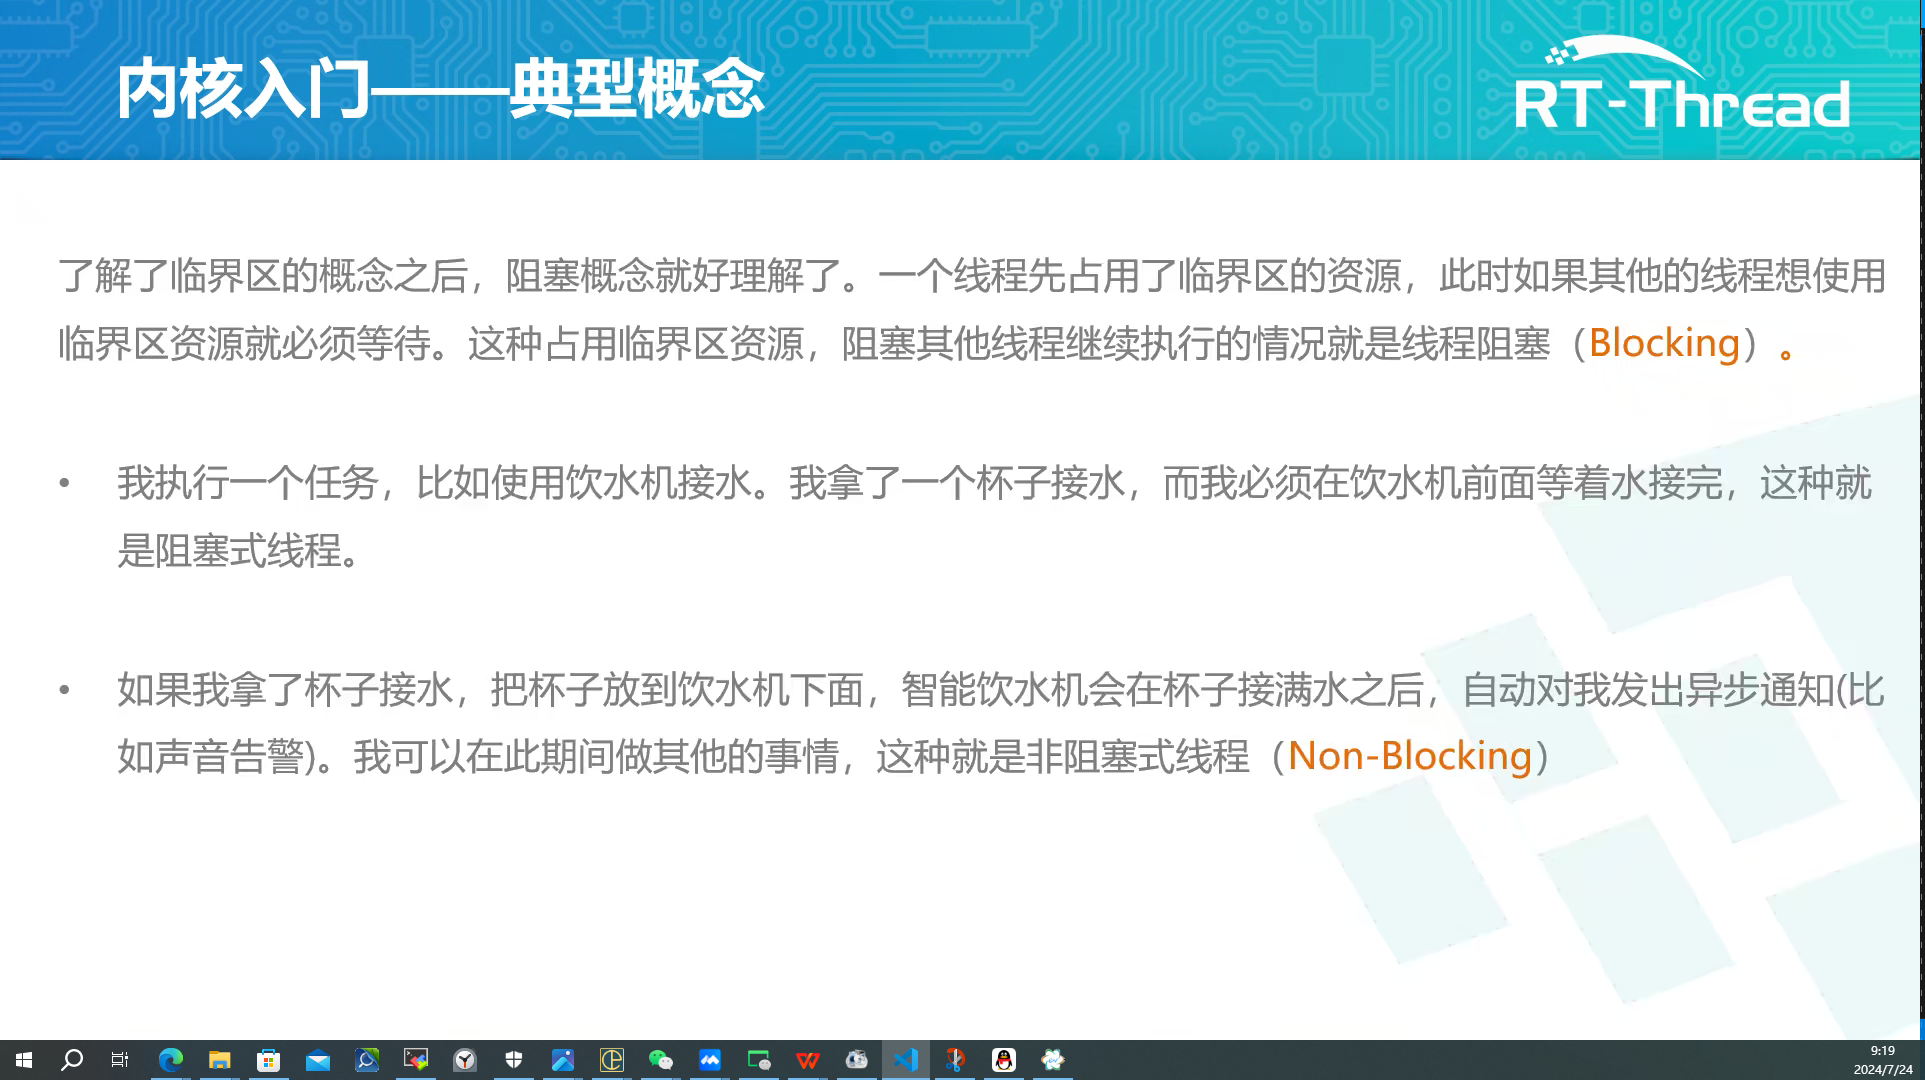 内核入门——典型概念
RT-Thread
了解了临界区的概念之后，阻塞概念就好理解了。一个线程先占用了临界区的资源，此时如果其他的线程想使用
临界区资源就必须等待。这种占用临界区资源，阻塞其他线程继续执行的情况就是线程阻塞（Blocking）。
• 我执行一个任务，比如使用饮水机接水。我拿了一个杯子接水，而我必须在饮水机前面等着水接完，这种就
是阻塞式线程。
• 如果我拿了杯子接水，把杯子放到饮水机下面，智能饮水机会在杯子接满水之后，自动对我发出异步通知(比
如声音告警)。我可以在此期间做其他的事情，这种就是非阻塞式线程（Non-Blocking）
9:19
2024/7/24